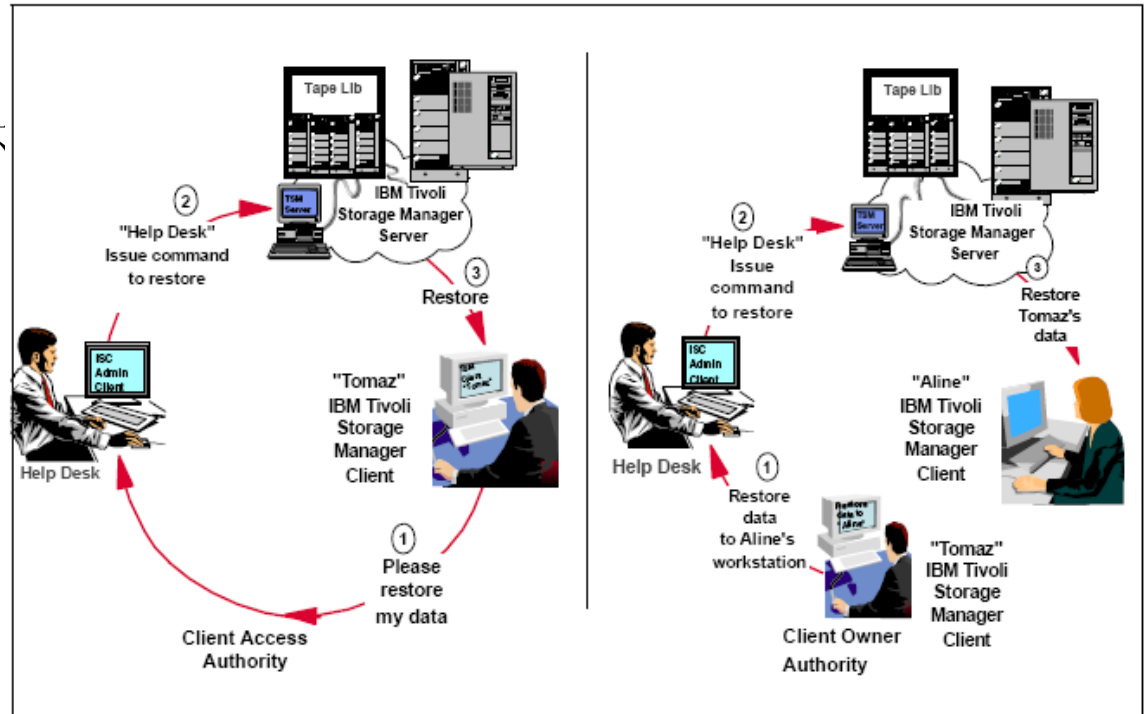 Tape Lib
TSM
Server
IBM Tivoli
Storage Manager
Server
2
"Help Desk"
Issue command
to restore
3
Restore
ISC
Admin
Client
Help Desk
TSM
"Tomaz"
IBM Tivoli
Storage
Manager
Client
1
Please
restore
my data
Client Access
Authority
Tape Lib
TSM
Server
IBM Tivoli
Storage Manager
Server
2
"Help Desk"
Issue
command
to restore
3
Restore
Tomaz's
data
ISC
Admin
Client
Help Desk
"Aline"
IBM Tivoli
Storage
Manager
Client
1
Restore
data
to Aline's
workstation
Restore
data to
"Aline"
"Tomaz"
IBM Tivoli
Storage
Manager
Client
Client Owner
Authority